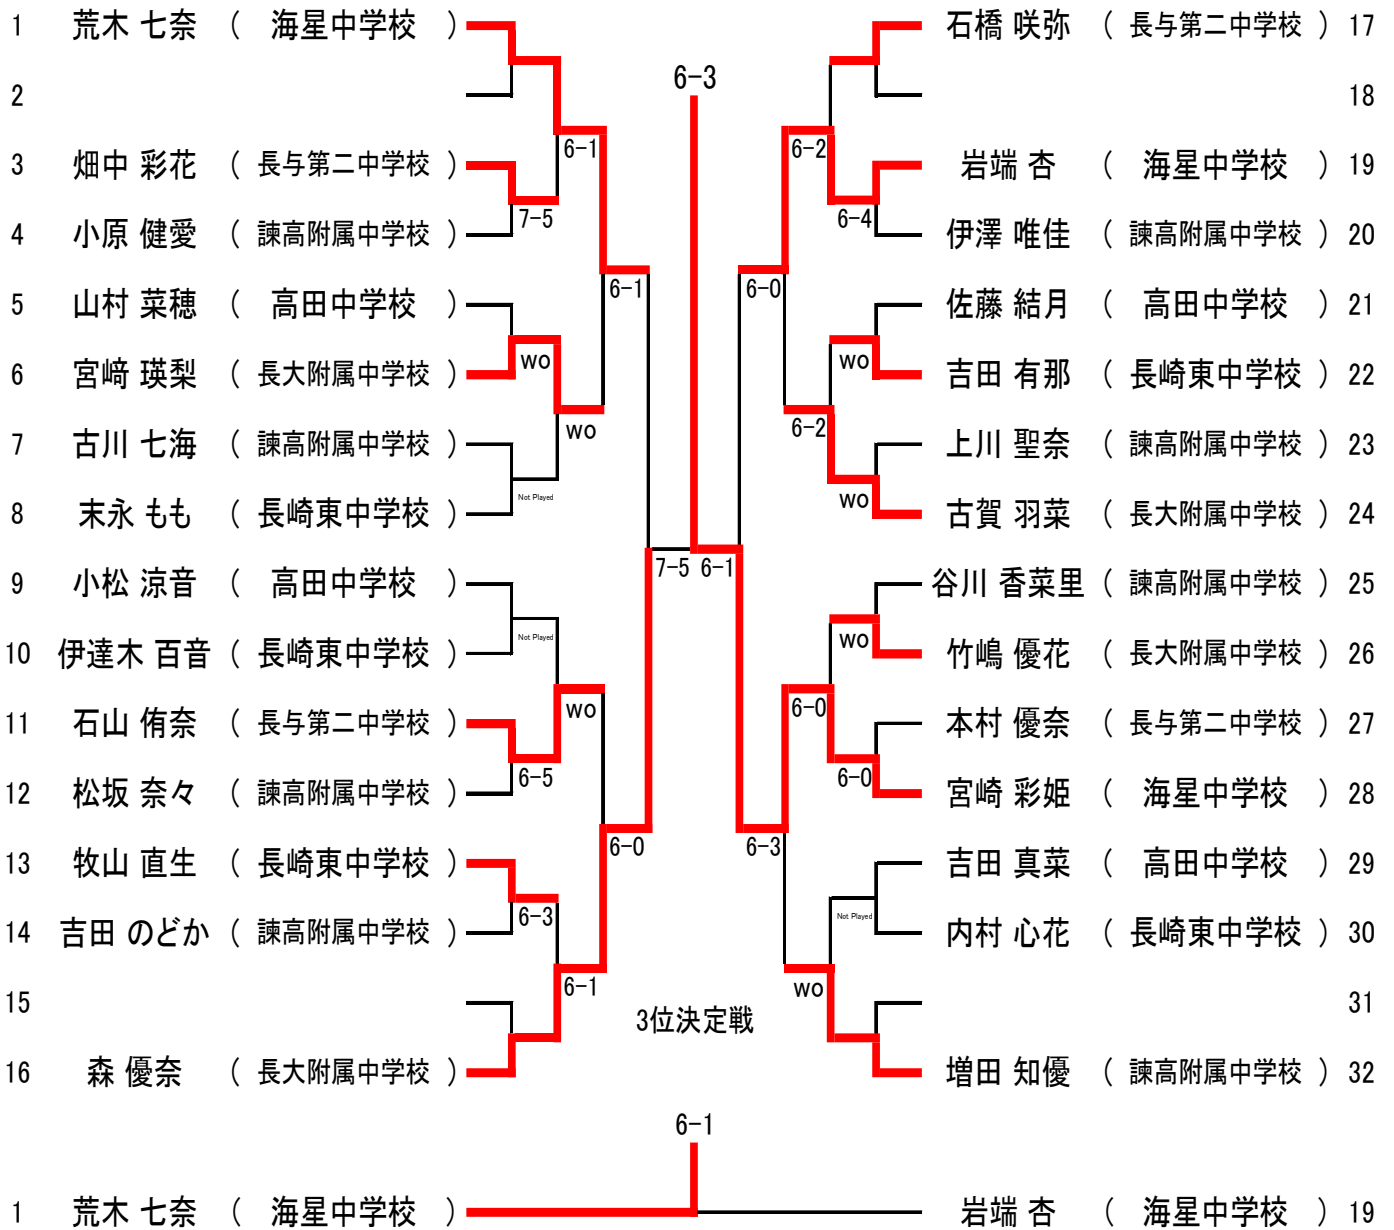 1 荒木 七奈 ( 海星中学校 ) 石橋 咲弥 ( 長与第二中学校 ) 17
6-3
2 18
6-1 6-2
3 畑中 彩花 ( 長与第二中学校 ) 岩端 杏 ( 海星中学校 ) 19
7-5 6-4
4 小原 健愛 ( 諫高附属中学校 ) 伊澤 唯佳 ( 諫高附属中学校 ) 20
6-1 6-0
5 山村 菜穂 ( 高田中学校 ) 佐藤 結月 ( 高田中学校 ) 21
wo wo
6 宮﨑 瑛梨 ( 長大附属中学校 ) 吉田 有那 ( 長崎東中学校 ) 22
wo 6-2
7 古川 七海 ( 諫高附属中学校 ) 上川 聖奈 ( 諫高附属中学校 ) 23
Not Played wo
8 末永 もも ( 長崎東中学校 ) 古賀 羽菜 ( 長大附属中学校 ) 24
7-5 6-1
9 小松 涼音 ( 高田中学校 ) 谷川 香菜里 ( 諫高附属中学校 ) 25
Not Played wo
10 伊達木 百音 ( 長崎東中学校 ) 竹嶋 優花 ( 長大附属中学校 ) 26
wo 6-0
11 石山 侑奈 ( 長与第二中学校 ) 本村 優奈 ( 長与第二中学校 ) 27
6-5 6-0
12 松坂 奈々 ( 諫高附属中学校 ) 宮崎 彩姫 ( 海星中学校 ) 28
6-0 6-3
13 牧山 直生 ( 長崎東中学校 ) 吉田 真菜 ( 高田中学校 ) 29
6-3 Not Played
14 吉田 のどか ( 諫高附属中学校 ) 内村 心花 ( 長崎東中学校 ) 30
6-1 wo
15 31
3位決定戦
16 森 優奈 ( 長大附属中学校 ) 増田 知優 ( 諫高附属中学校 ) 32
6-1
1 荒木 七奈 ( 海星中学校 ) 岩端 杏 ( 海星中学校 ) 19